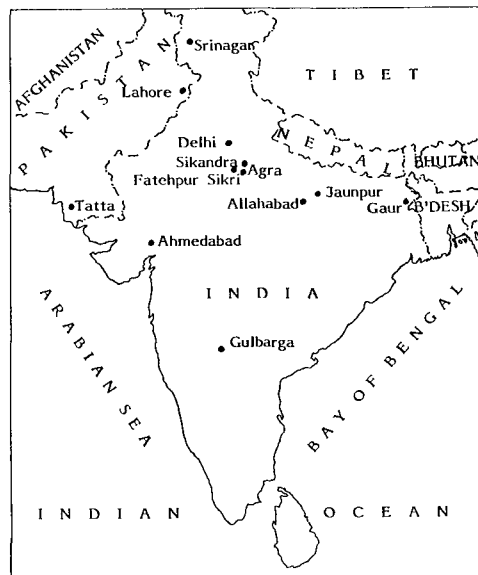 AFGHANISTAN
PAKISTAN
Srinagar
TIBET
Lahore
Delhi
NEPAL
Sikandra
Agra
BHUTAN
Fatehpur Sikri
Jaunpur
Tatta
Allahabad
Gaur
B'DESH
Ahmedabad
INDIA
ARABIAN SEA
BAY OF BENGAL
Gulbarga
INDIAN OCEAN